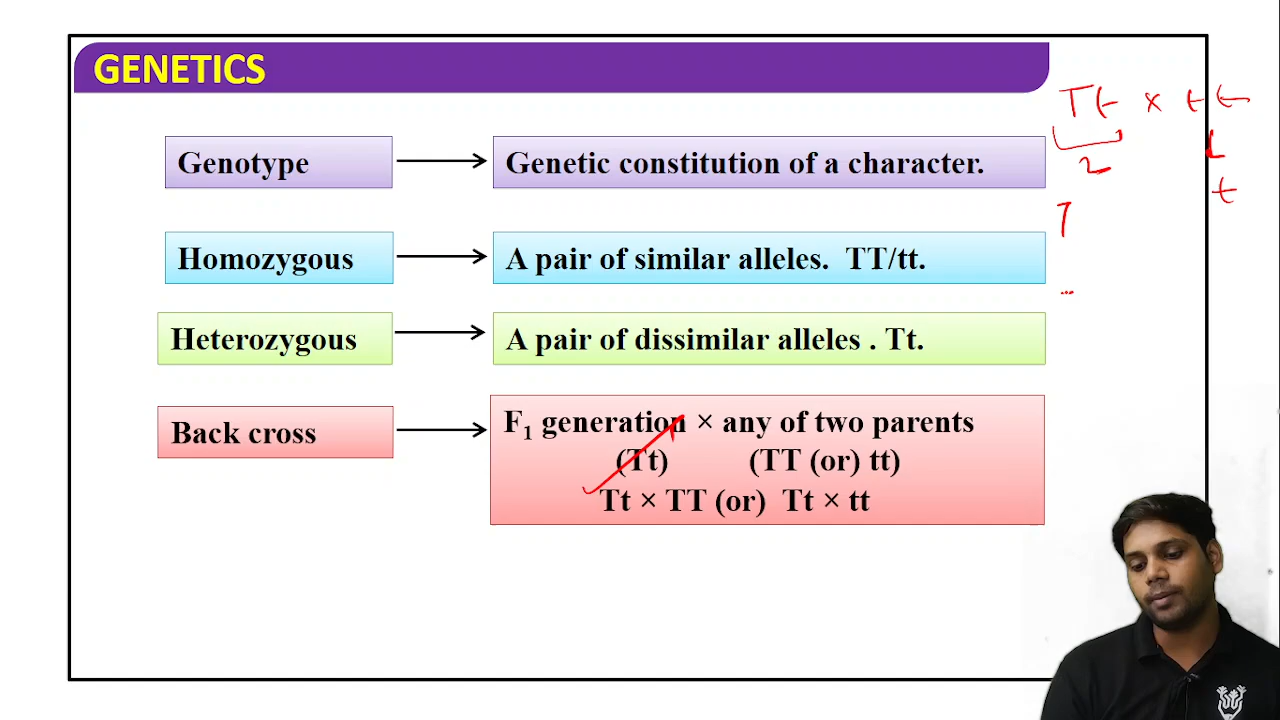 GENETICS
Tt × tt
Genotype
Genetic constitution of a character.
2
t
t
T
Homozygous
A pair of similar alleles. TT/tt.
Heterozygous
A pair of dissimilar alleles . Tt.
Back cross
F₁ generation × any of two parents
(Tt) (TT (or) tt)
Tt × TT (or) Tt × tt